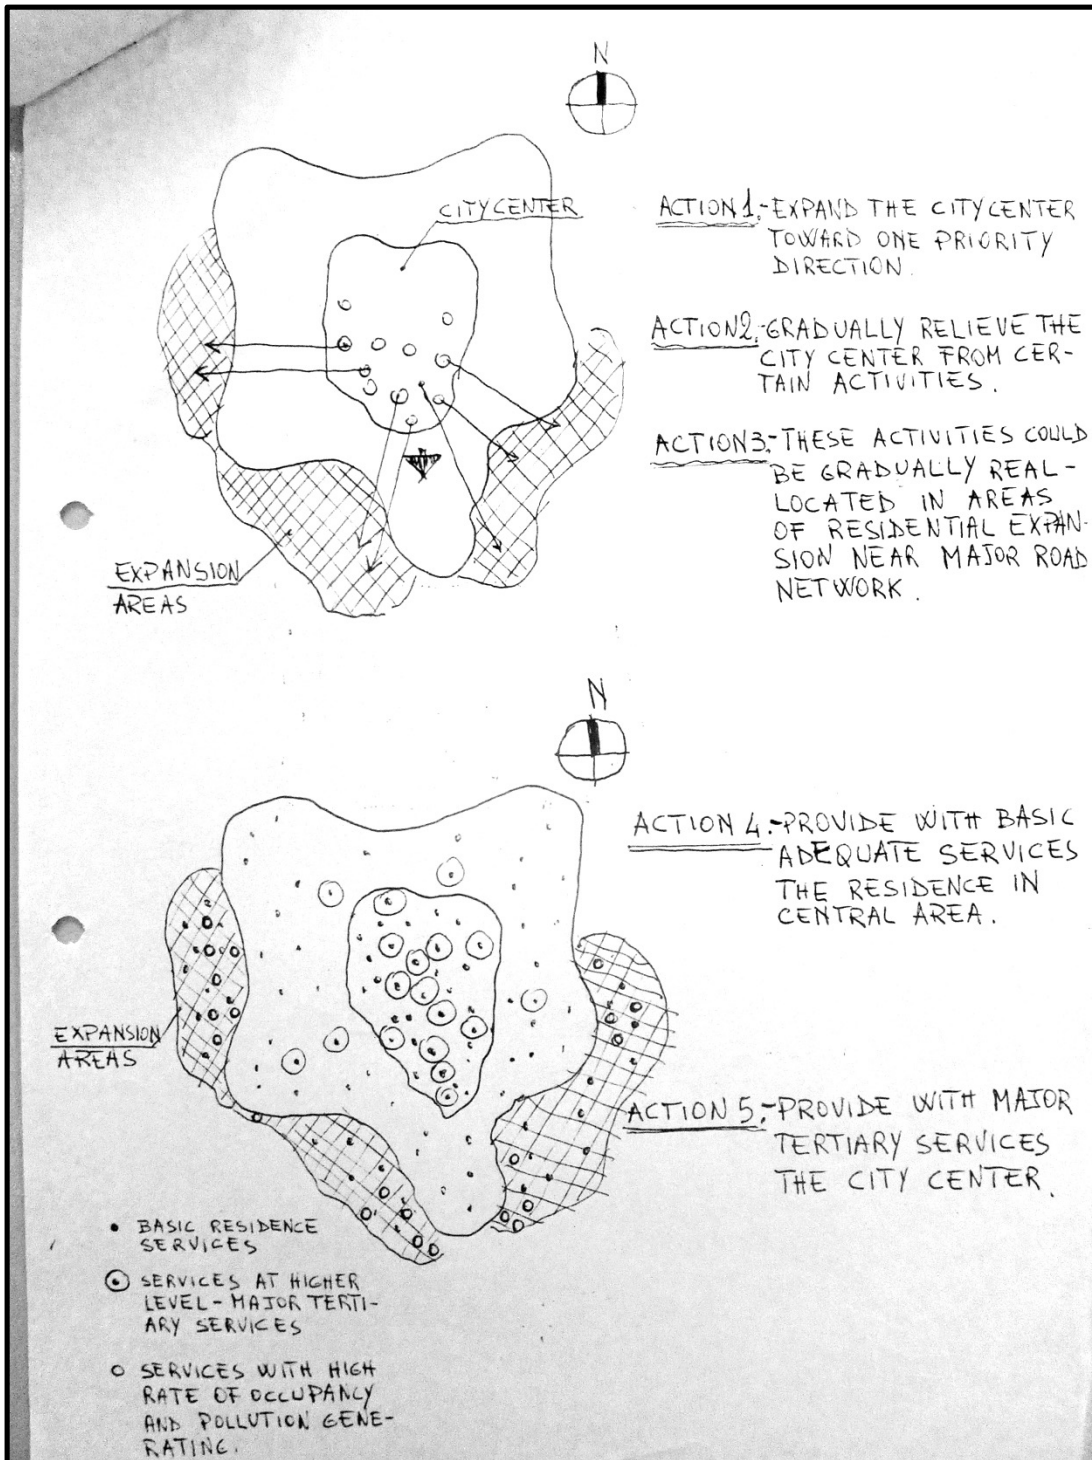 N
CITY CENTER
ACTION 1.-EXPAND THE CITY CENTER
TOWARD ONE PRIORITY
DIRECTION.
ACTION 2.-GRADUALLY RELIEVE THE
CITY CENTER FROM CER-
TAIN ACTIVITIES.
ACTION 3.-THESE ACTIVITIES COULD
BE GRADUALLY REAL-
LOCATED IN AREAS
OF RESIDENTIAL EXPAN-
SION NEAR MAJOR ROAD
NETWORK.
EXPANSION
AREAS
N
ACTION 4.-PROVIDE WITH BASIC
ADEQUATE SERVICES
THE RESIDENCE IN
CENTRAL AREA.
EXPANSION
AREAS
ACTION 5.-PROVIDE WITH MAJOR
TERTIARY SERVICES
THE CITY CENTER.
BASIC RESIDENCE
SERVICES
SERVICES AT HIGHER
LEVEL-MAJOR TERTI-
ARY SERVICES
SERVICES WITH HIGH
RATE OF OCCUPANCY
AND POLLUTION GENE-
RATING.